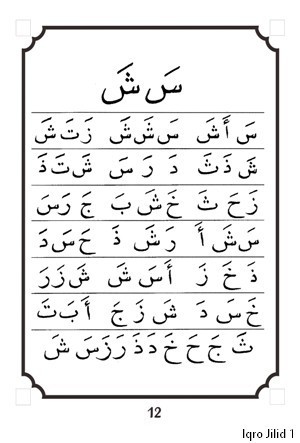 سَ شَ
سَ أَ شَ سَ شَ شَ زَ تَ شَ
شَ ذَ ثَ دَ رَ سَ شَ تَ ذَ
زَ حَ ثَ خَ شَ بَ جَ رَ سَ
سَ شَ أَ رَ شَ ذَ حَ سَ دَ
ذَ خَ زَ أَ سَ شَ شَ زَ رَ
خَ سَ دَ شَ زَ جَ أَ بَ تَ
ثَ جَ حَ خَ دَ ذَ رَ زَ سَ شَ
12
Iqro Jilid 1